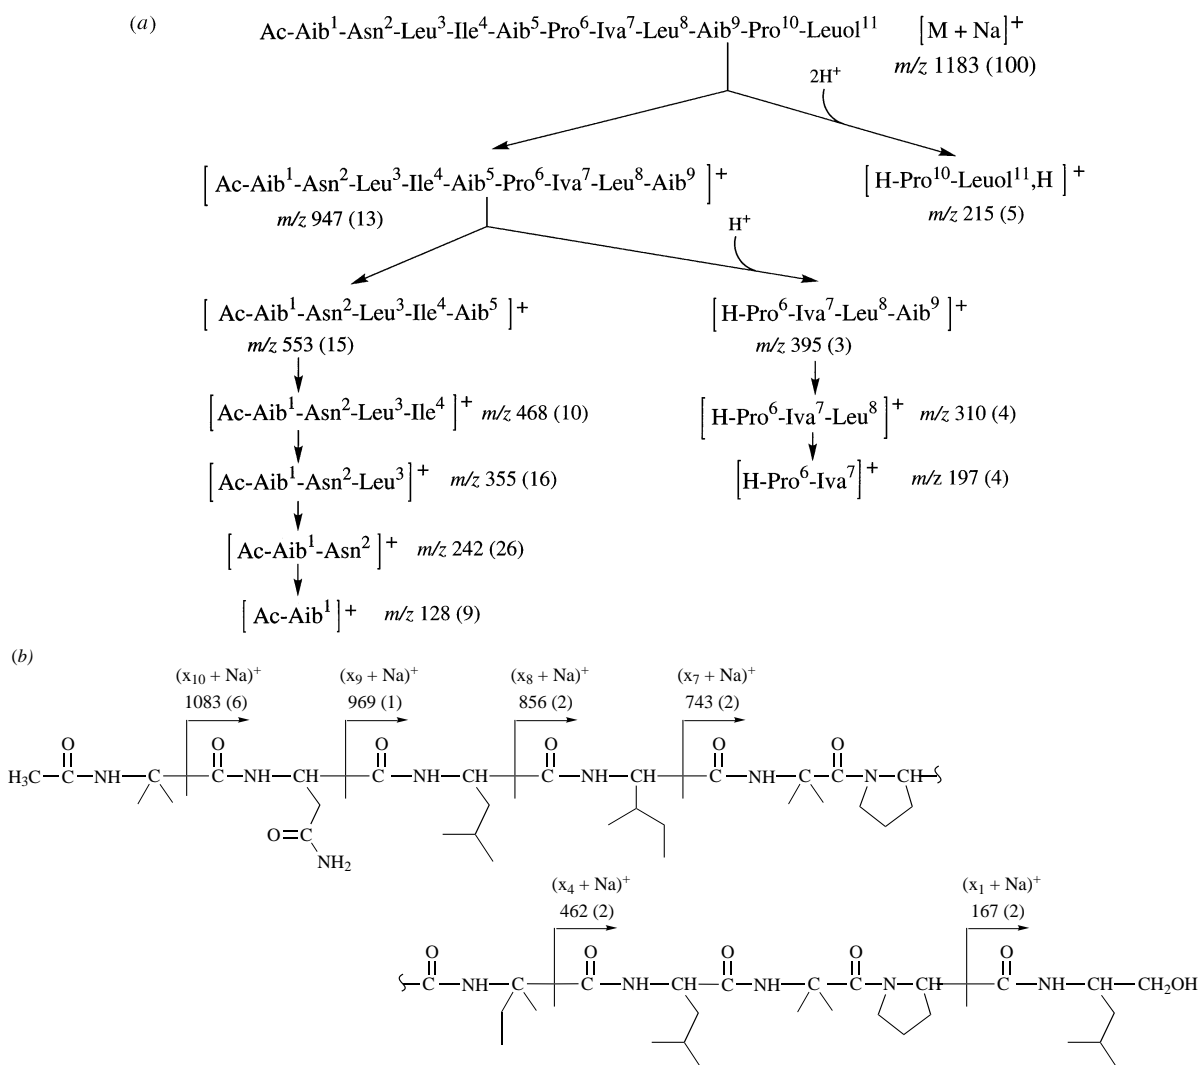 (a)
Ac-Aib¹-Asn²-Leu³-Ile⁴-Aib⁵-Pro⁶-Iva⁷-Leu⁸-Aib⁹-Pro¹⁰-Leuol¹¹ [M + Na]⁺
m/z 1183 (100)
2H⁺
[Ac-Aib¹-Asn²-Leu³-Ile⁴-Aib⁵-Pro⁶-Iva⁷-Leu⁸-Aib⁹]⁺ [H-Pro¹⁰-Leuol¹¹,H]⁺
m/z 947 (13) m/z 215 (5)
H⁺
[Ac-Aib¹-Asn²-Leu³-Ile⁴-Aib⁵]⁺ [H-Pro⁶-Iva⁷-Leu⁸-Aib⁹]⁺
m/z 553 (15) m/z 395 (3)
[Ac-Aib¹-Asn²-Leu³-Ile⁴]⁺ m/z 468 (10) [H-Pro⁶-Iva⁷-Leu⁸]⁺ m/z 310 (4)
[Ac-Aib¹-Asn²-Leu³]⁺ m/z 355 (16) [H-Pro⁶-Iva⁷]⁺ m/z 197 (4)
[Ac-Aib¹-Asn²]⁺ m/z 242 (26)
[Ac-Aib¹]⁺ m/z 128 (9)
(b)
(x₁₀ + Na)⁺ (x₉ + Na)⁺ (x₈ + Na)⁺ (x₇ + Na)⁺
1083 (6) 969 (1) 856 (2) 743 (2)
O O O O O O
H₃C C NH C C NH CH C NH CH C NH CH C NH C C N CH
O C
NH₂
(x₄ + Na)⁺ (x₁ + Na)⁺
462 (2) 167 (2)
O O O O O
C NH C C NH CH C NH C C N CH C NH CH CH₂OH